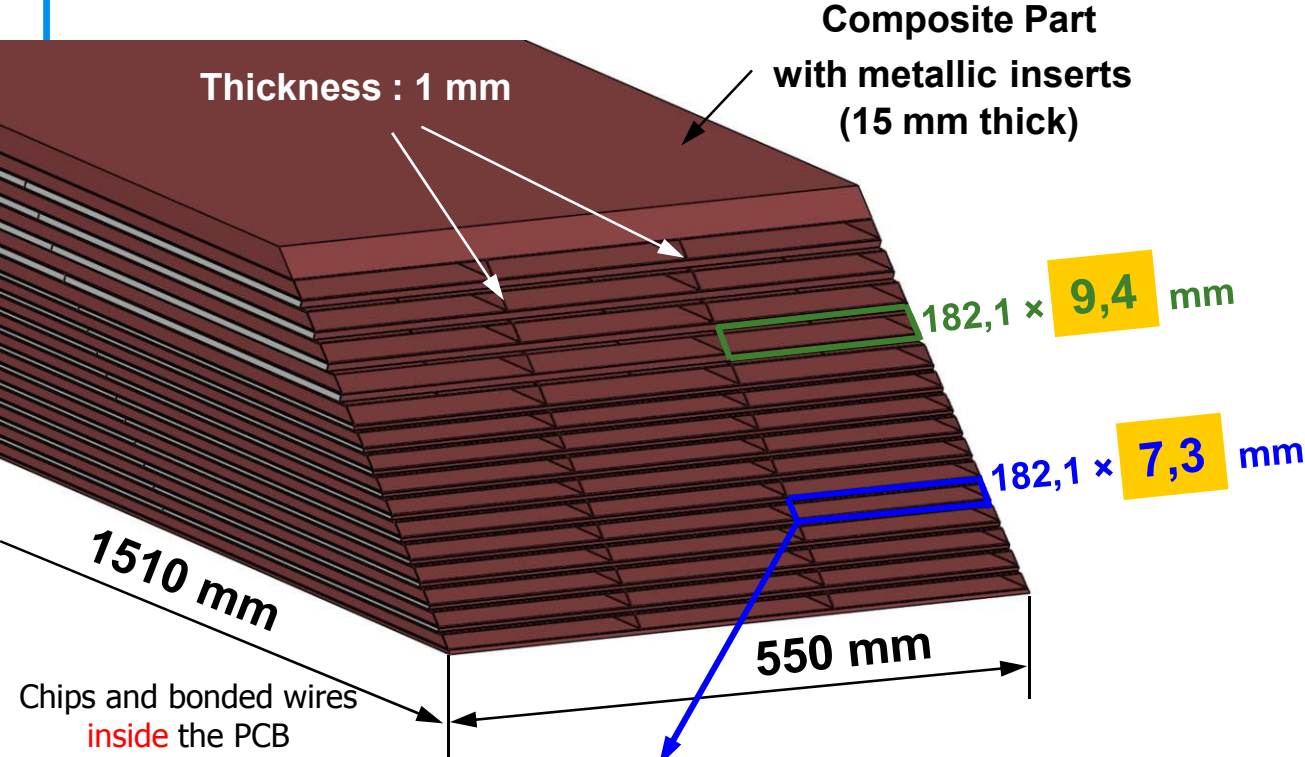 Composite Part
with metallic inserts
(15 mm thick)
Thickness : 1 mm
182,1 × 9,4 mm
182,1 × 7,3 mm
1510 mm
550 mm
Chips and bonded wires
inside the PCB